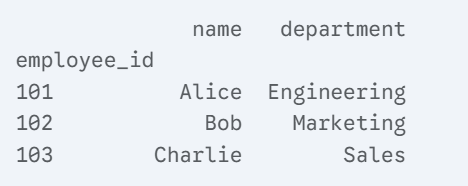 name department
employee_id
101 Alice Engineering
102 Bob Marketing
103 Charlie Sales